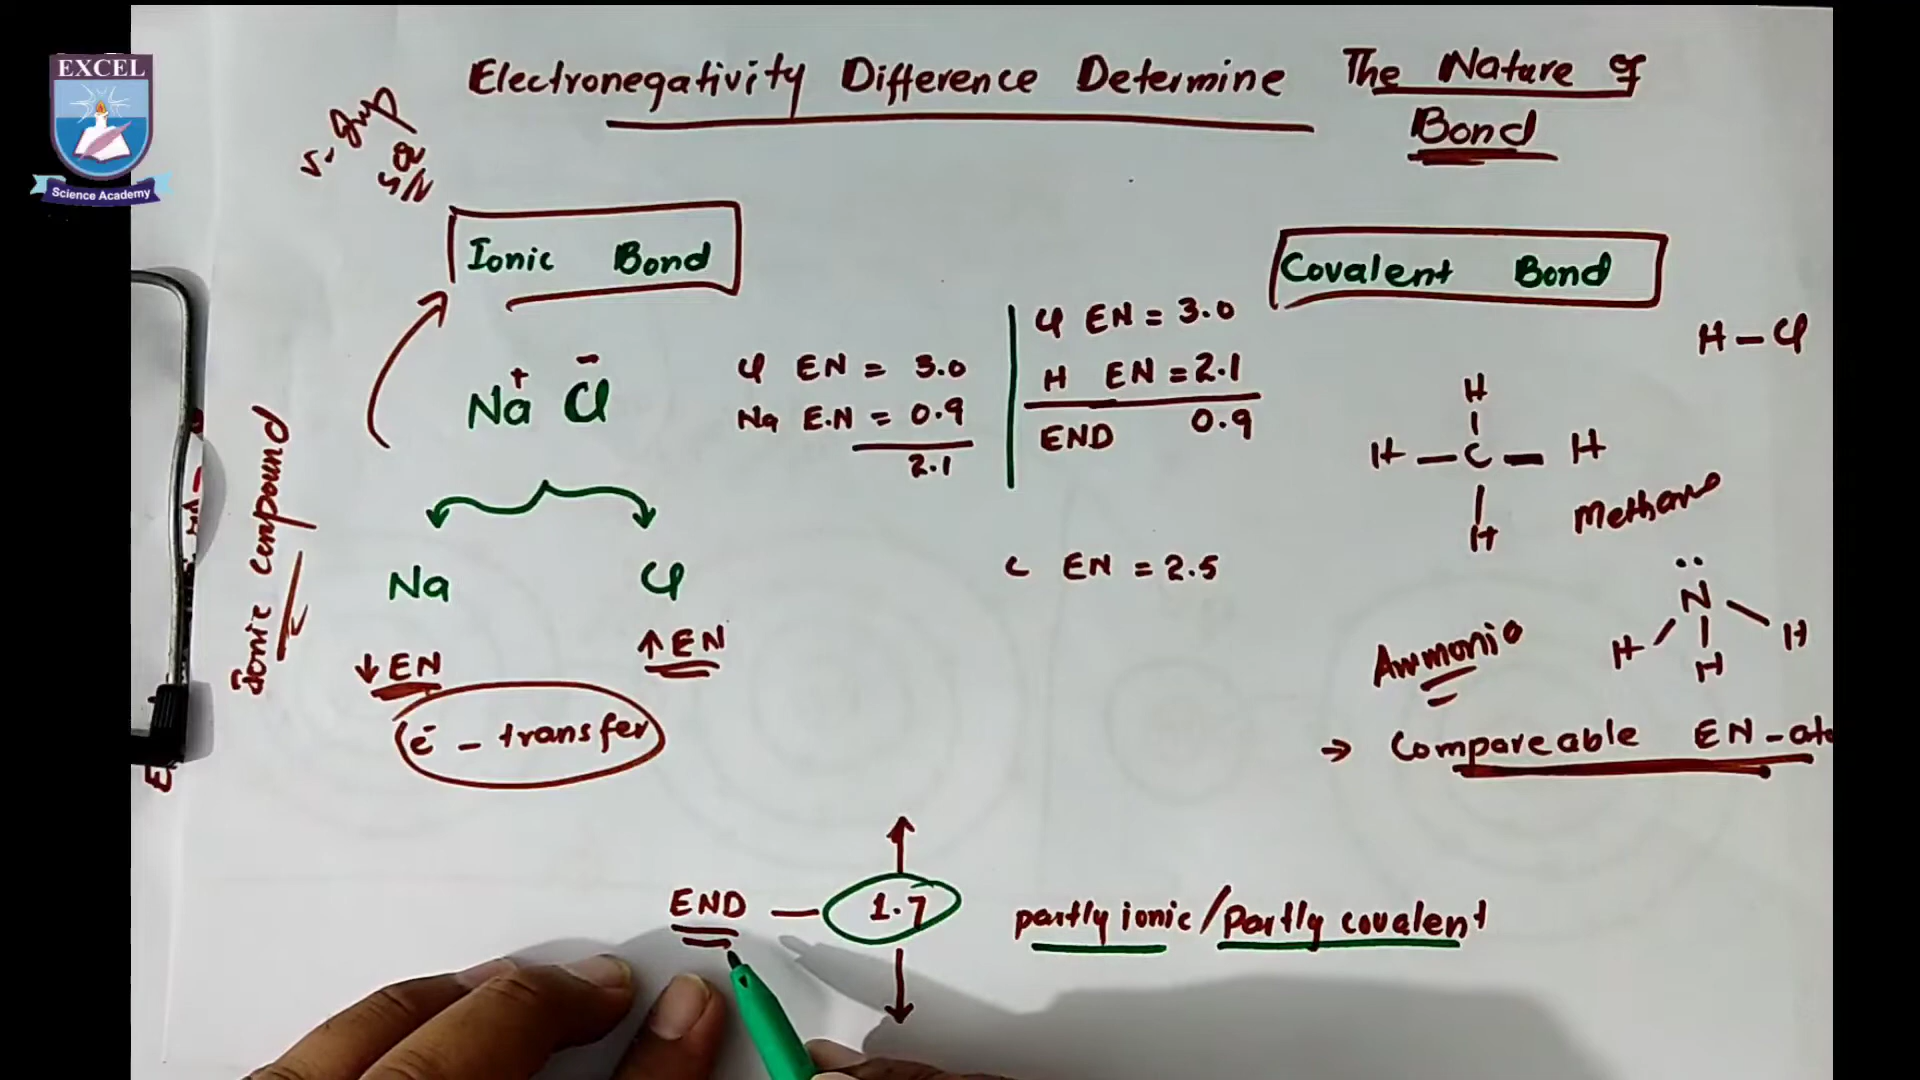 EXCEL
Science Academy
Electronegativity Difference Determine The Nature of
Bond
Ionic Bond
Covalent Bond
Na⁺ Cl⁻
Cl EN = 3.0
Na E.N = 0.9
2.1
Cl EN = 3.0
H EN = 2.1
END 0.9
H - Cl
H
H - C - H
H
Methane
Ionic Compound
Na Cl
↓ EN
↑ EN
e⁻ - transfer
C EN = 2.5
N
H H H
Ammonia
→ Compareable EN - ato
END — 1.7 partly ionic / Partly covalent